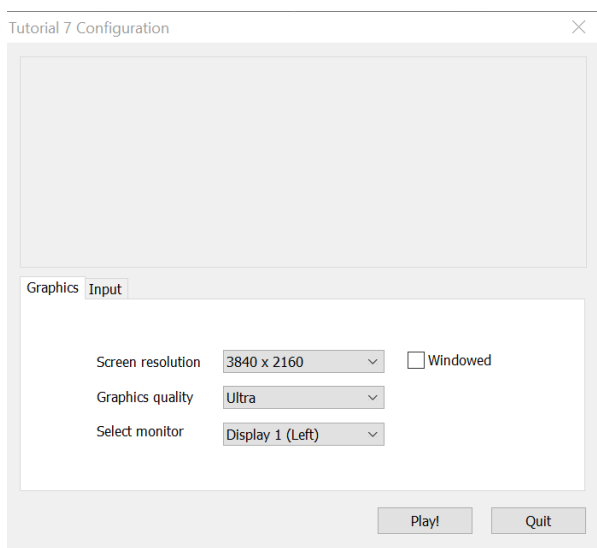 Tutorial 7 Configuration
Graphics Input
Screen resolution 3840 x 2160 Windowed
Graphics quality Ultra
Select monitor Display 1 (Left)
Play! Quit